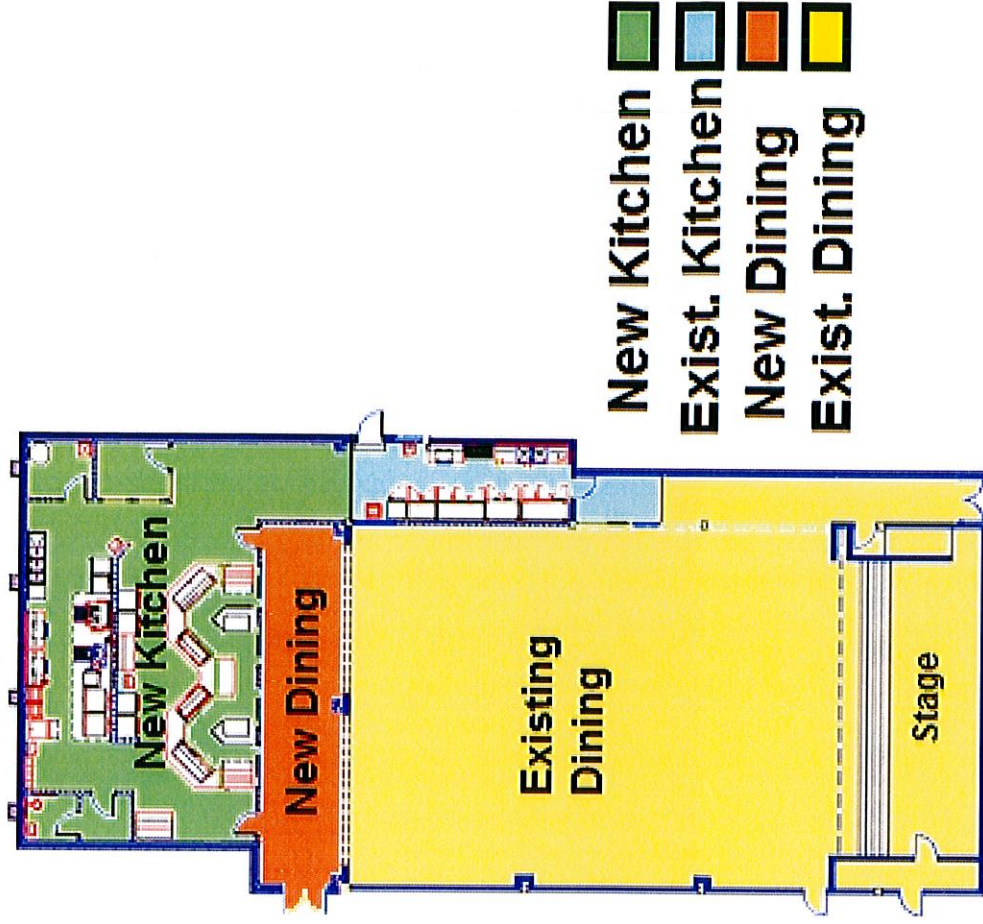 New Kitchen
New Dining
Existing
Dining
Stage
New Kitchen
Exist. Kitchen
New Dining
Exist. Dining